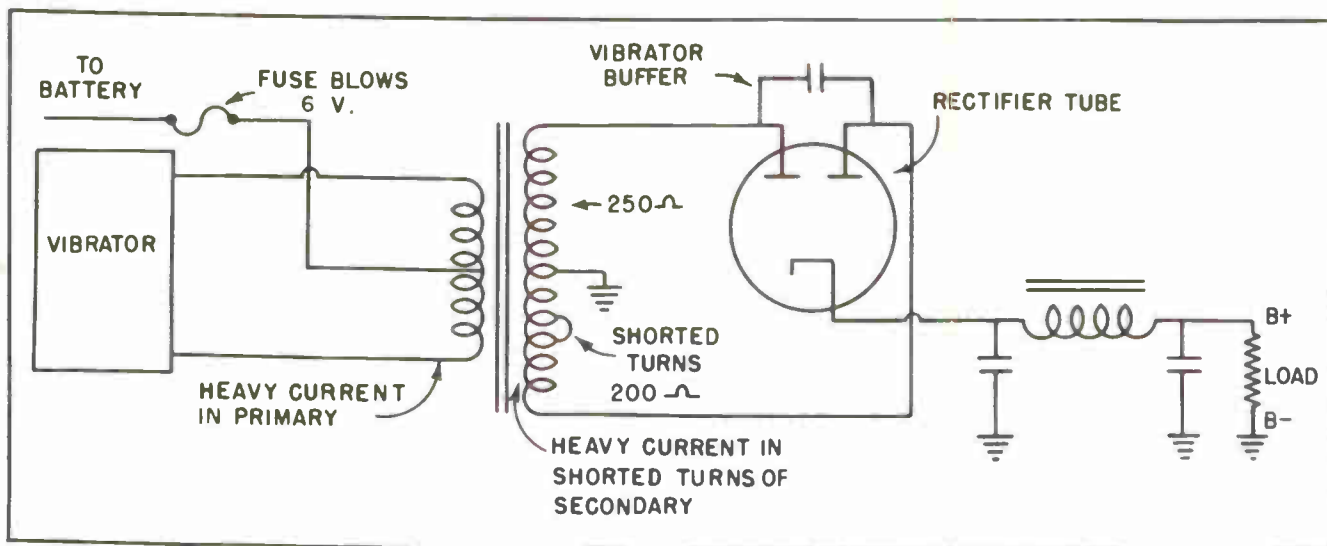 TO
BATTERY
FUSE BLOWS
6 V.
VIBRATOR
HEAVY CURRENT
IN PRIMARY
250Ω
SHORTED
TURNS
200 Ω
HEAVY CURRENT IN
SHORTED TURNS OF
SECONDARY
VIBRATOR
BUFFER
RECTIFIER TUBE
B+
LOAD
B-